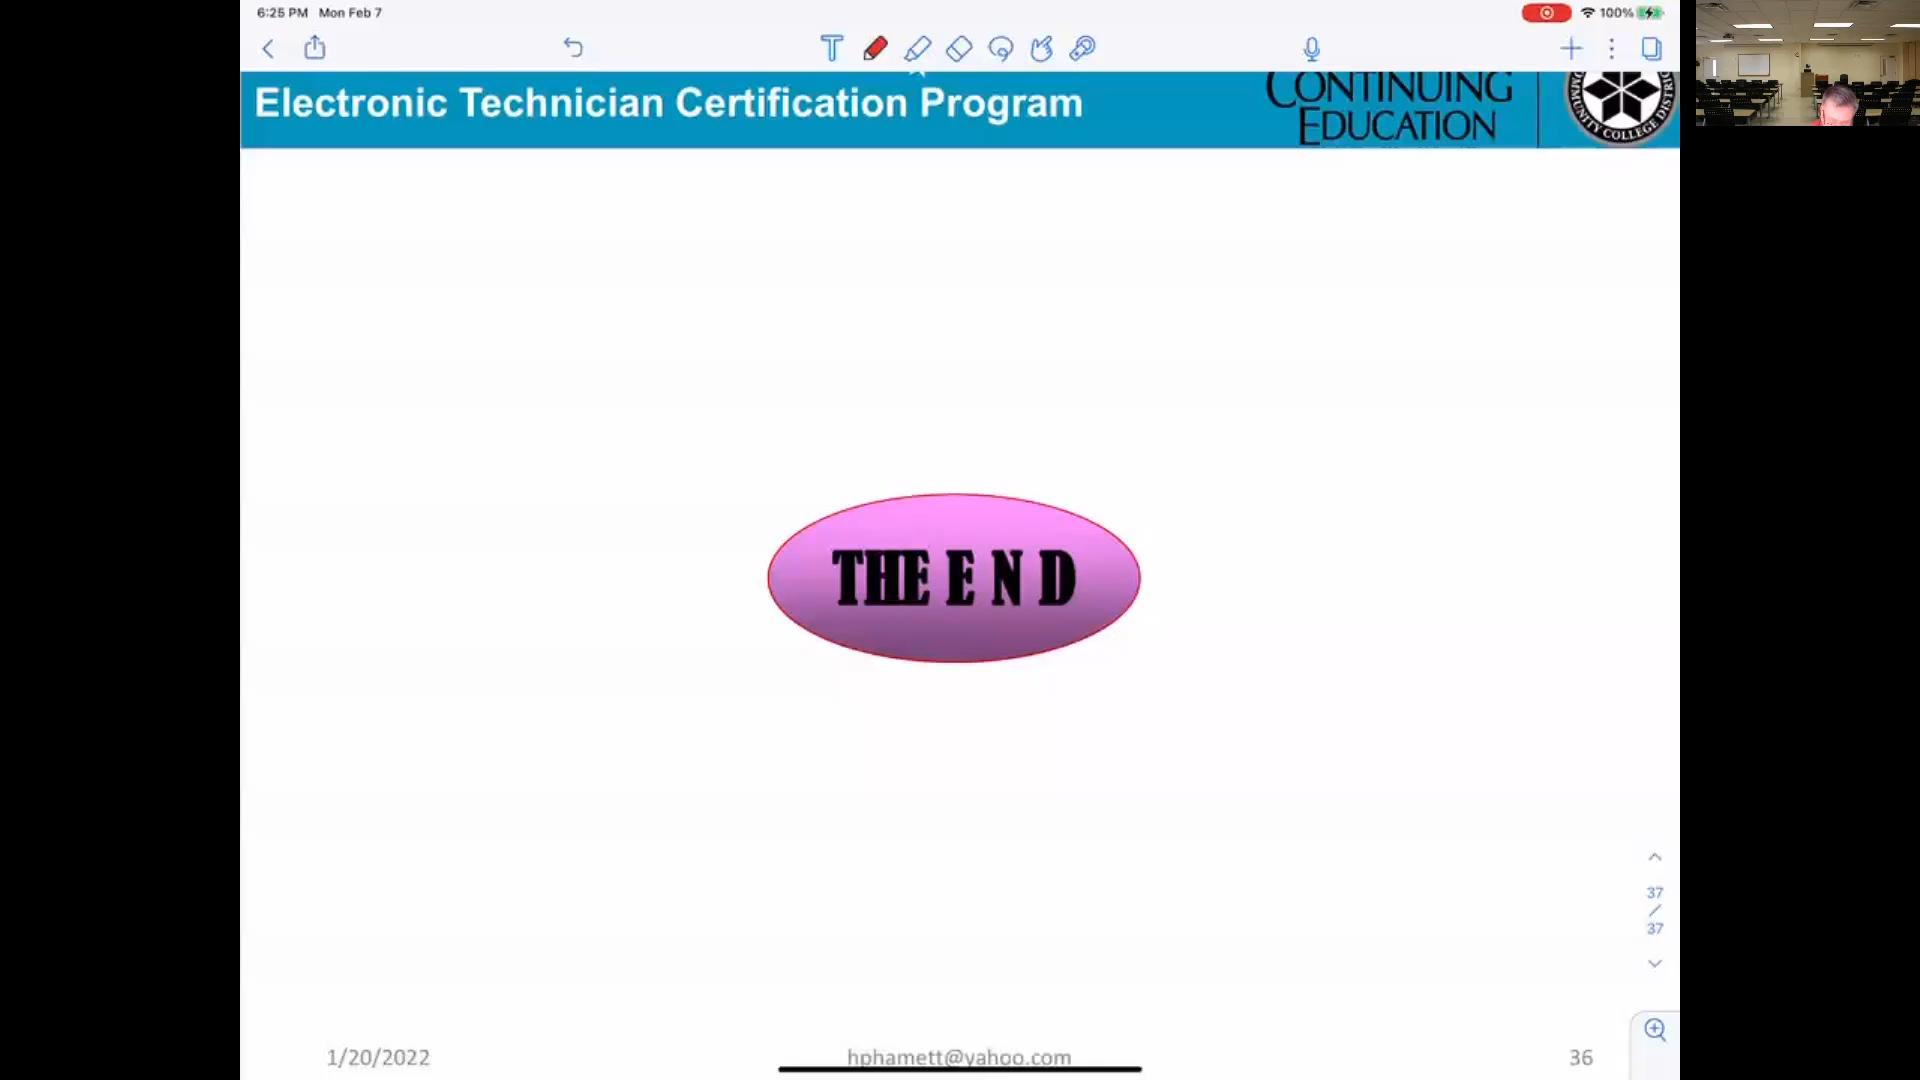 6:25 PM Mon Feb 7
100%
Electronic Technician Certification Program
CONTINUING
EDUCATION
COMMUNITY COLLEGE
THE E N D
37
/
37
1/20/2022
hphamett@yahoo.com
36